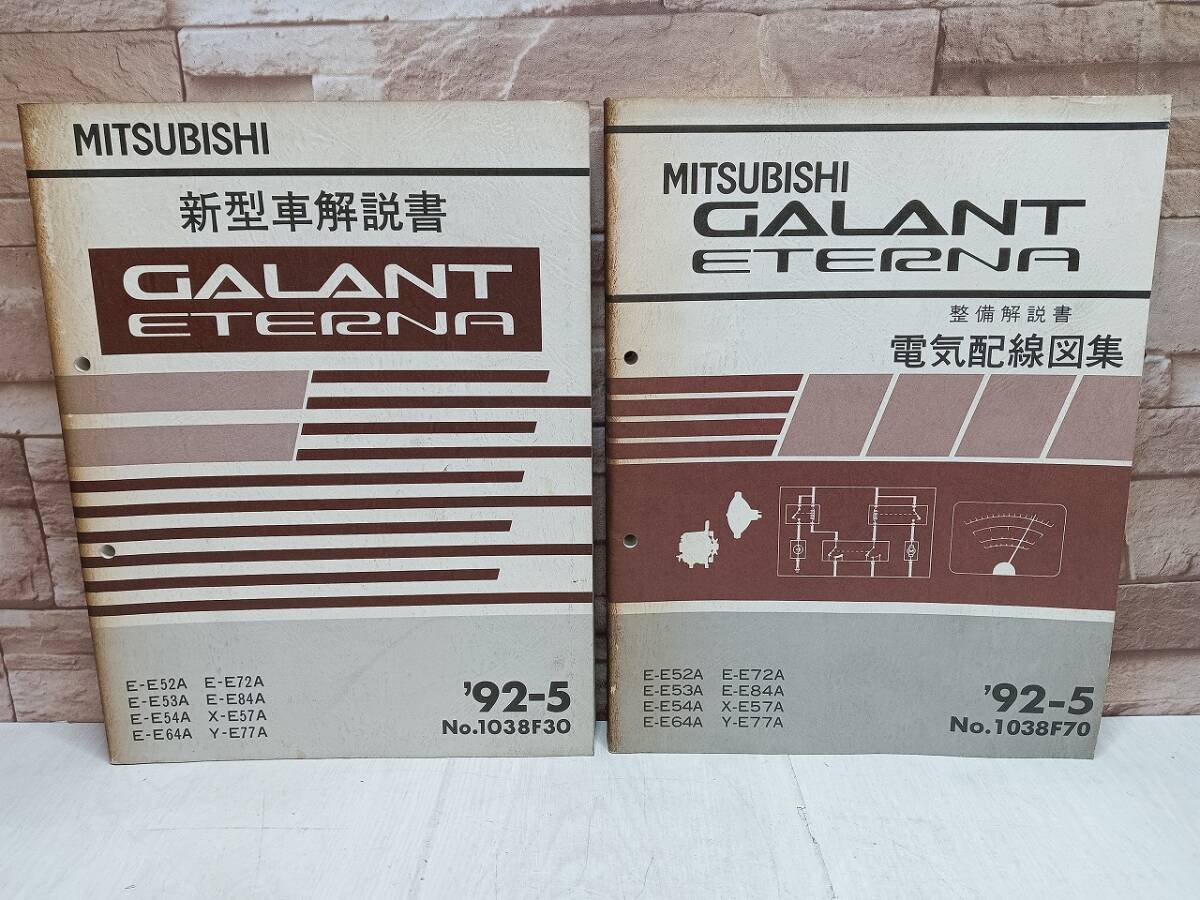 MITSUBISHI
新型車解説書
GALANT
ETERNA
E-E52A E-E72A
E-E53A E-E84A
E-E54A X-E57A
E-E64A Y-E77A
'92-5
No.1038F30
MITSUBISHI
GALANT
ETERNA
整備解説書
電気配線図集
E-E52A E-E72A
E-E53A E-E84A
E-E54A X-E57A
E-E64A Y-E77A
'92-5
No.1038F70